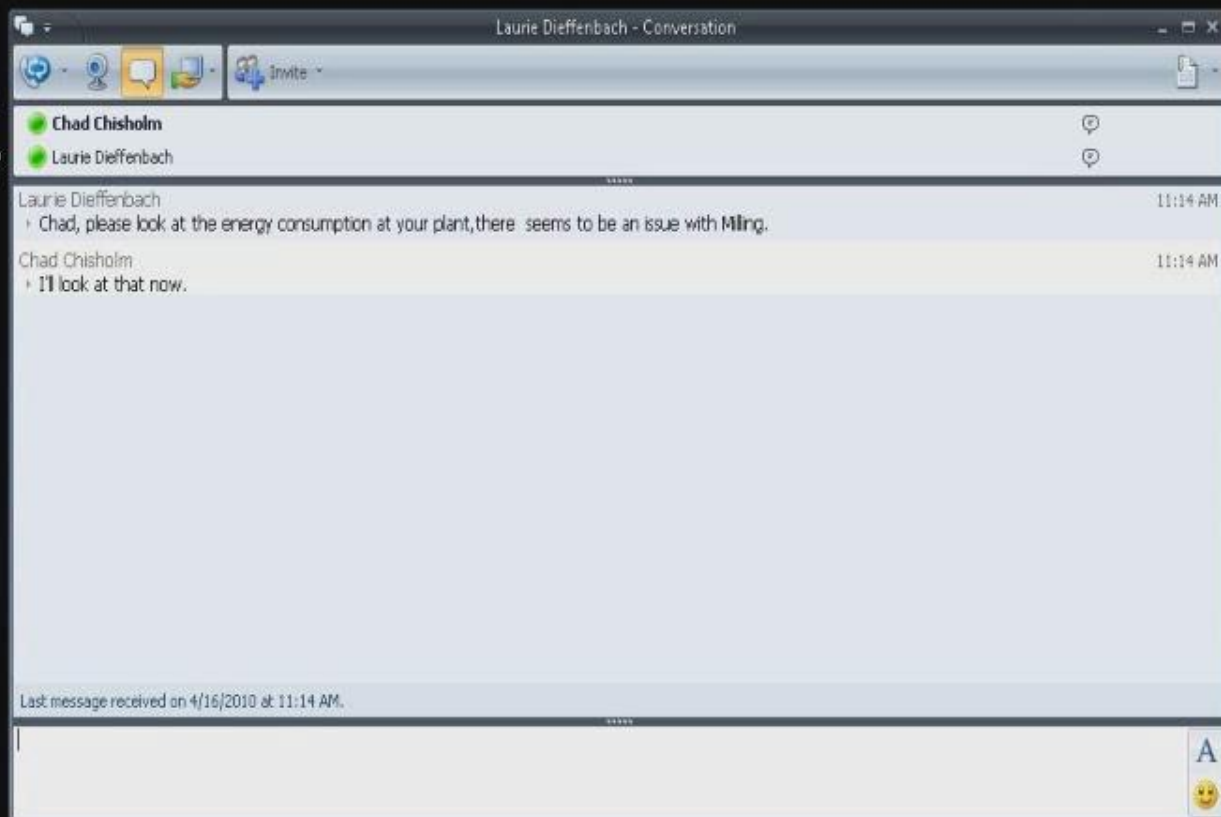 Laurie Dieffenbach - Conversation
Invite
Chad Chisholm
Laurie Dieffenbach
Laurie Dieffenbach 11:14 AM
Chad, please look at the energy consumption at your plant,there seems to be an issue with Milling.
Chad Chisholm 11:14 AM
I'll look at that now.
Last message received on 4/16/2010 at 11:14 AM.
A